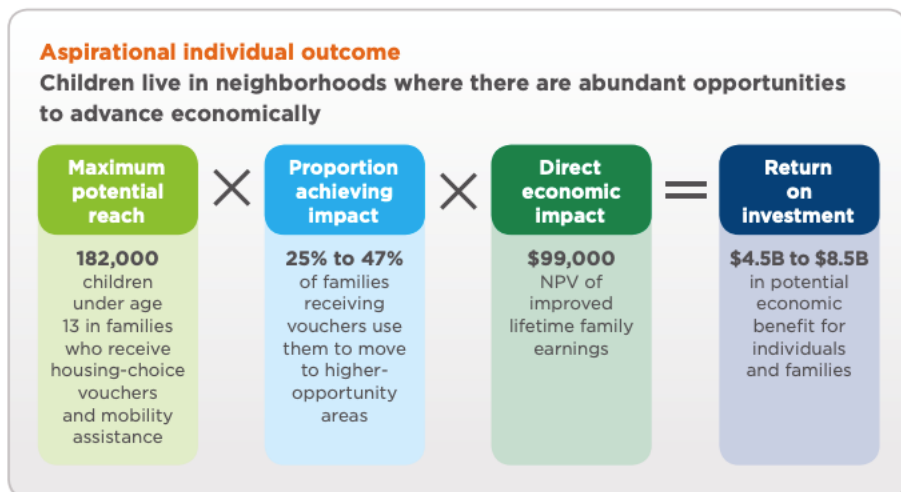 Aspirational individual outcome
Children live in neighborhoods where there are abundant opportunities
to advance economically
Maximum
potential
reach
182,000
children
under age
13 in families
who receive
housing-choice
vouchers
and mobility
assistance
×
Proportion
achieving
impact
25% to 47%
of families
receiving
vouchers use
them to move
to higher-
opportunity
areas
×
Direct
economic
impact
$99,000
NPV of
improved
lifetime family
earnings
=
Return
on
investment
$4.5B to $8.5B
in potential
economic
benefit for
individuals
and families